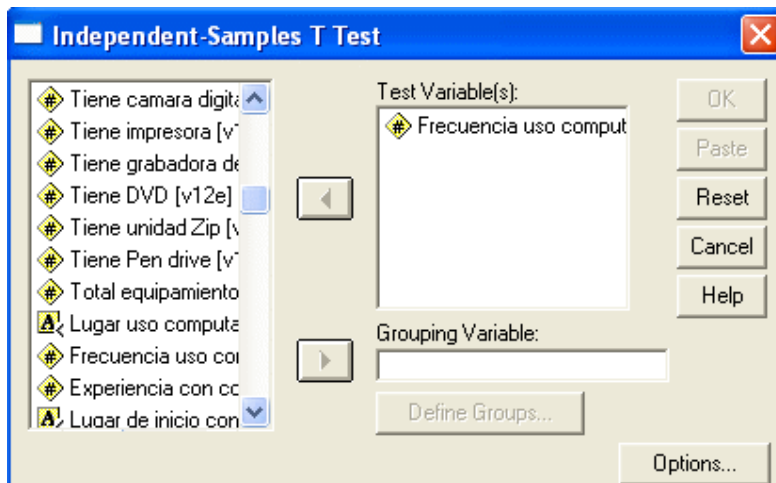 Independent-Samples T Test
Tiene camara digita
Tiene impresora [v1
Tiene grabadora de
Tiene DVD [v12e]
Tiene unidad Zip [v
Tiene Pen drive [v1
Total equipamiento
Lugar uso computa
Frecuencia uso cor
Experiencia con cc
Lugar de inicio con
Test Variable(s):
Frecuencia uso comput
Grouping Variable:
Define Groups...
OK
Paste
Reset
Cancel
Help
Options...